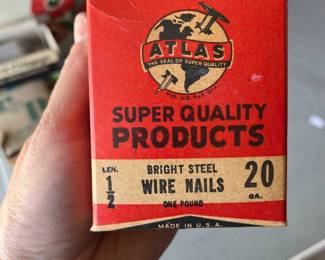 ATLAS
THE SEAL OF SUPER QUALITY
SUPER QUALITY
PRODUCTS
LEN.
1/2
BRIGHT STEEL
WIRE NAILS
ONE POUND
20
GA.
MADE IN U.S.A.